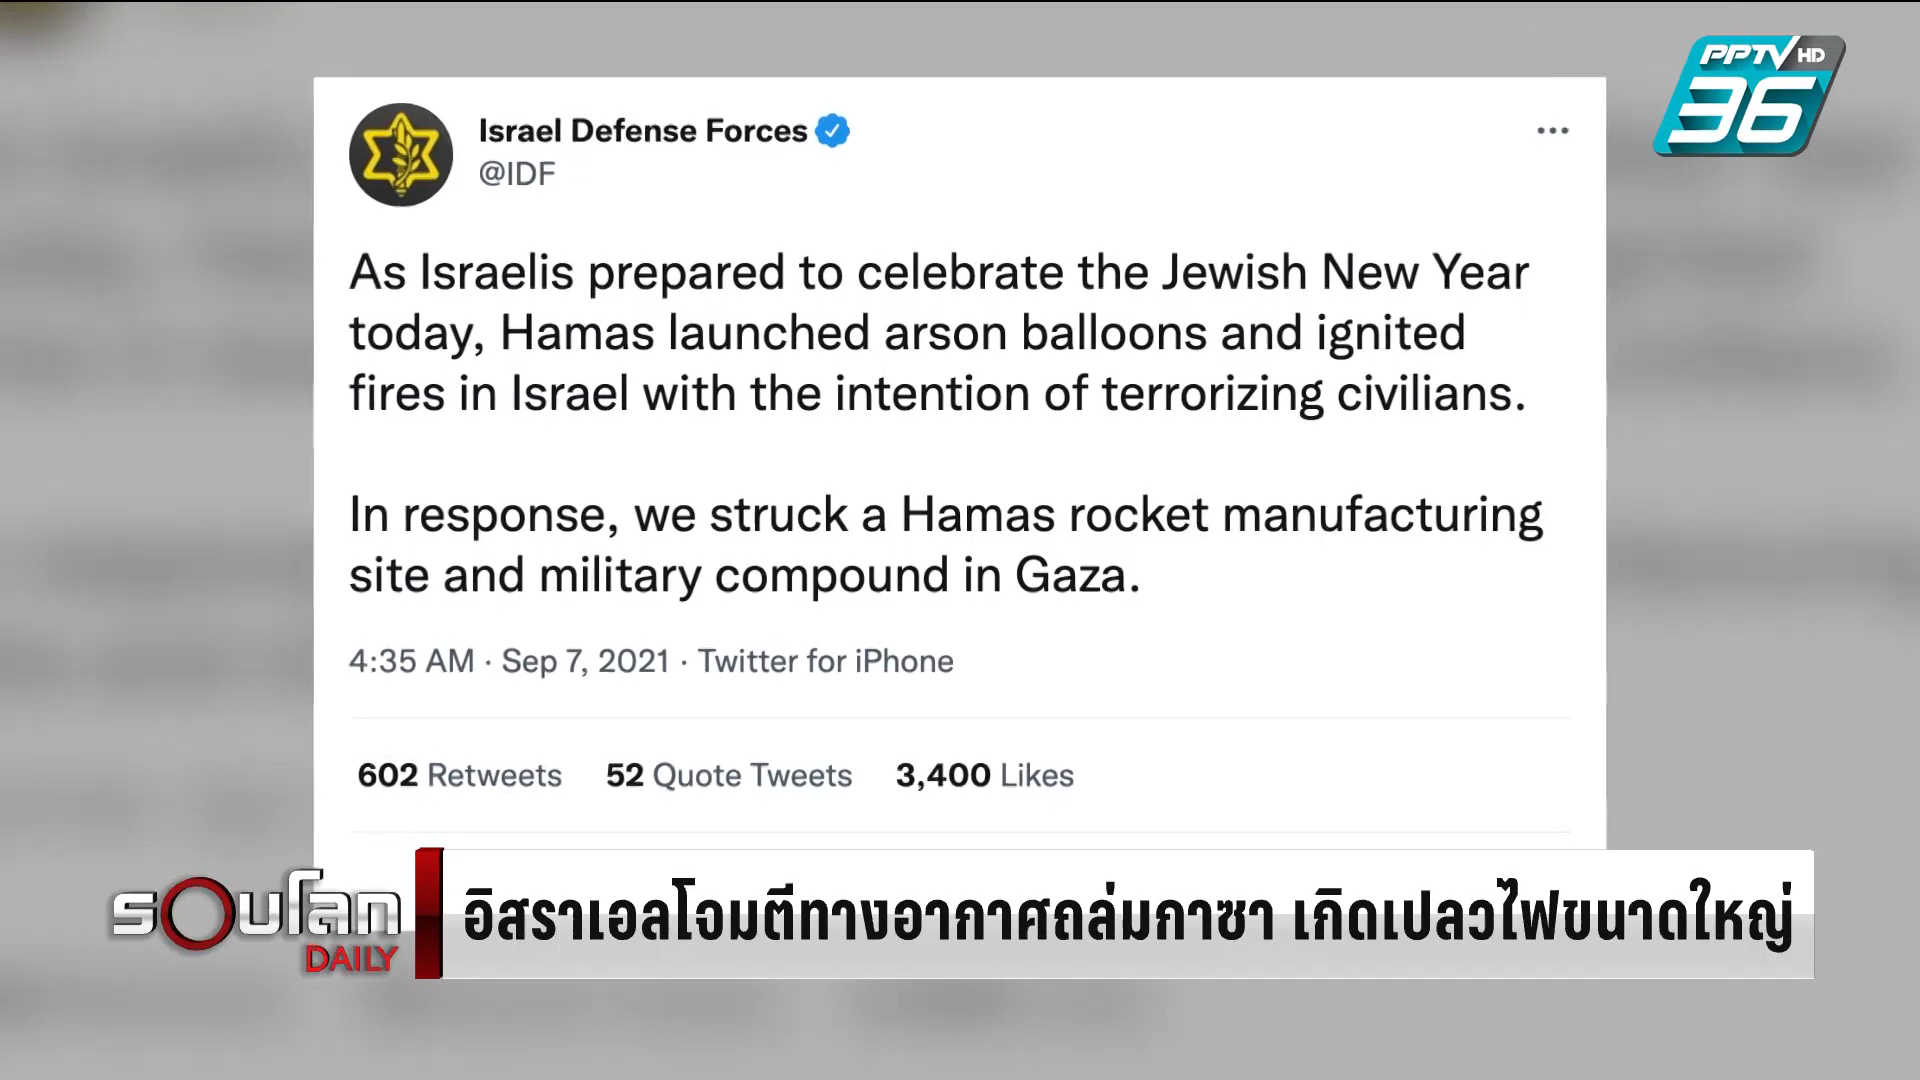 PPTV HD
36
Israel Defense Forces
@IDF
As Israelis prepared to celebrate the Jewish New Year
today, Hamas launched arson balloons and ignited
fires in Israel with the intention of terrorizing civilians.
In response, we struck a Hamas rocket manufacturing
site and military compound in Gaza.
4:35 AM · Sep 7, 2021 · Twitter for iPhone
602 Retweets 52 Quote Tweets 3,400 Likes
รอบโลก
DAILY
อิสราเอลโจมตีทางอากาศถล่มกาซา เกิดเปลวไฟขนาดใหญ่